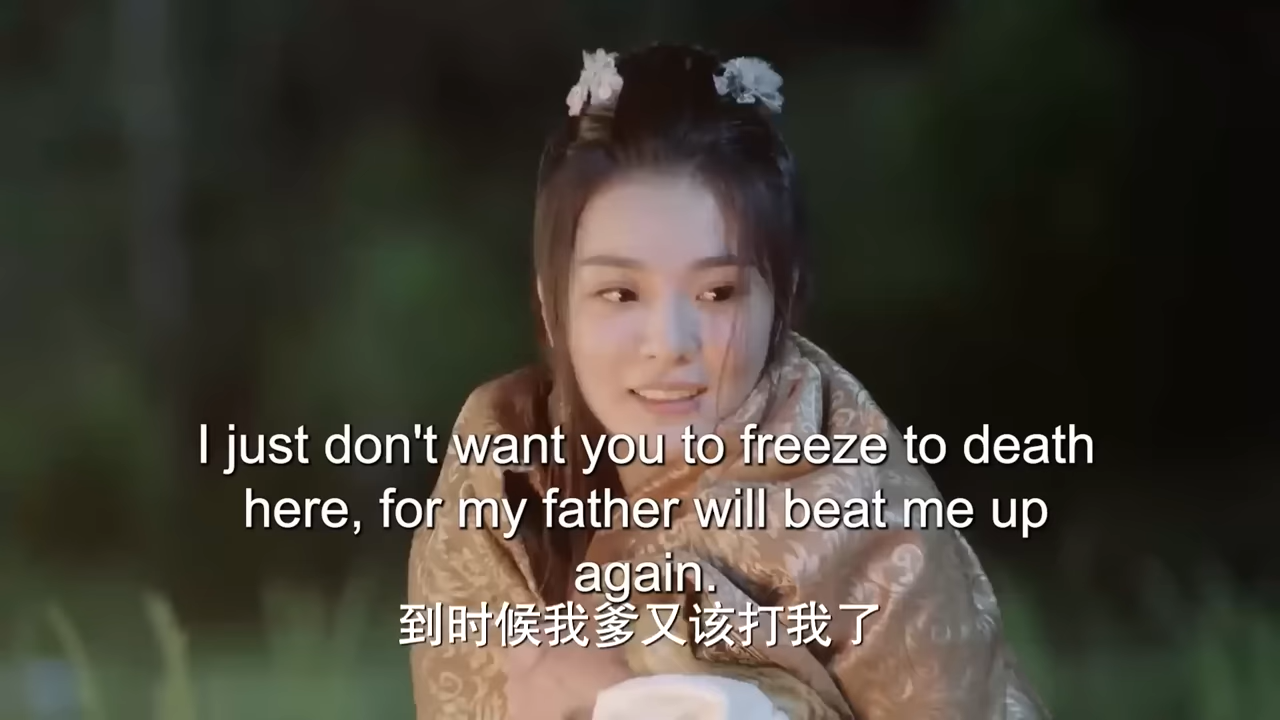 I just don't want you to freeze to death
here, for my father will beat me up
again.
到时候我爹又该打我了